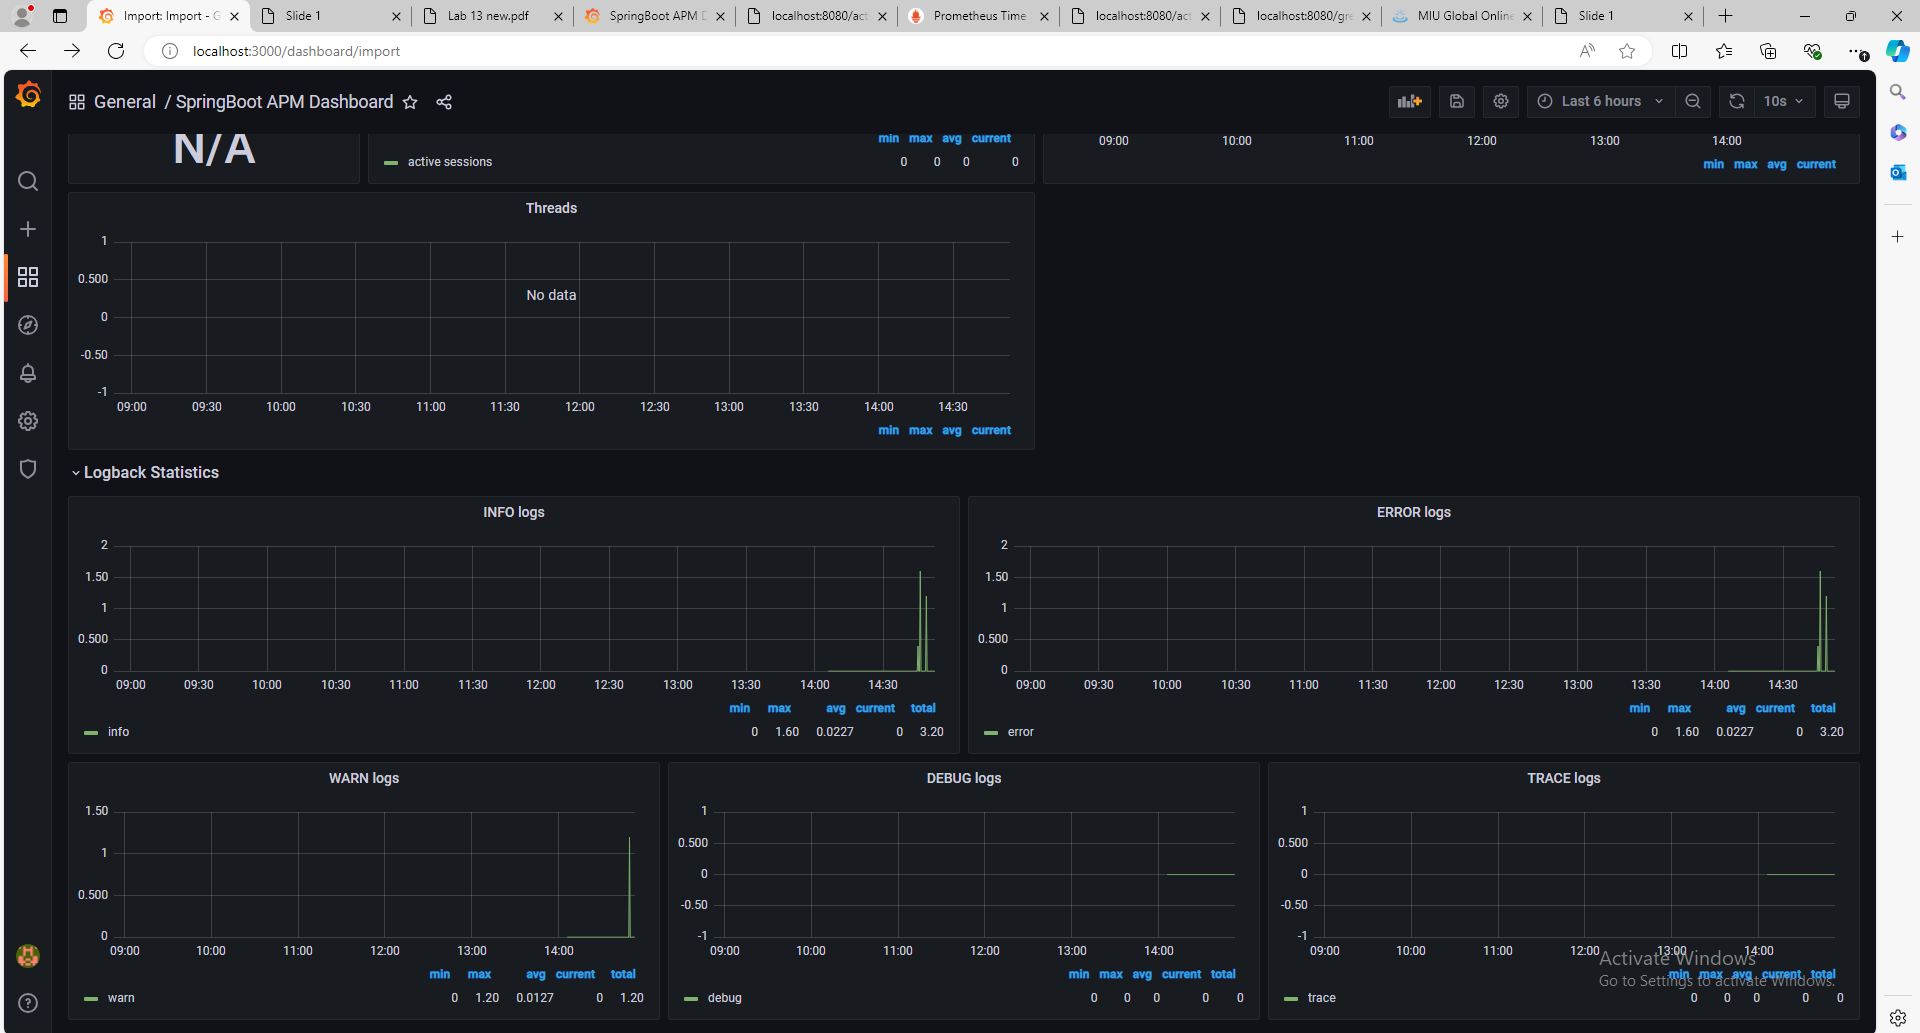 Import: Import - G
Slide 1
Lab 13 new.pdf
SpringBoot APM D
localhost:8080/act
Prometheus Time
localhost:8080/act
localhost:8080/gre
MIU Global Online
Slide 1
localhost:3000/dashboard/import
General / SpringBoot APM Dashboard
Last 6 hours
10s
N/A
min max avg current
active sessions 0 0 0 0
09:00 10:00 11:00 12:00 13:00 14:00
min max avg current
Threads
1
0.500
No data
0
-0.50
-1
09:00 09:30 10:00 10:30 11:00 11:30 12:00 12:30 13:00 13:30 14:00 14:30
min max avg current
Logback Statistics
INFO logs
2
1.50
1
0.500
0
09:00 09:30 10:00 10:30 11:00 11:30 12:00 12:30 13:00 13:30 14:00 14:30
min max avg current total
info 0 1.60 0.0227 0 3.20
ERROR logs
2
1.50
1
0.500
0
09:00 09:30 10:00 10:30 11:00 11:30 12:00 12:30 13:00 13:30 14:00 14:30
min max avg current total
error 0 1.60 0.0227 0 3.20
WARN logs
1.50
1
0.500
0
09:00 10:00 11:00 12:00 13:00 14:00
min max avg current total
warn 0 1.20 0.0127 0 1.20
DEBUG logs
1
0.500
0
-0.50
-1
09:00 10:00 11:00 12:00 13:00 14:00
min max avg current total
debug 0 0 0 0 0
TRACE logs
1
0.500
0
-0.50
-1
09:00 10:00 11:00 12:00 13:00 14:00
min max avg current total
trace 0 0 0 0 0
Activate Windows
Go to Settings to activate Windows.